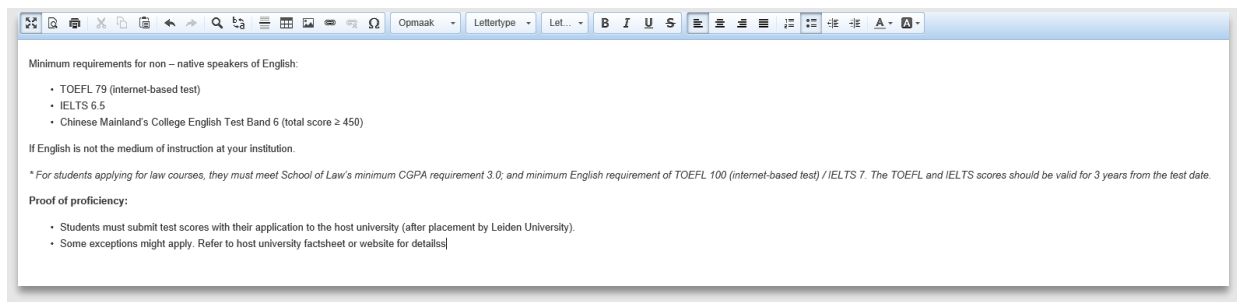 Opmaak Lettertype Let... B I U S A A
Minimum requirements for non – native speakers of English:
• TOEFL 79 (internet-based test)
• IELTS 6.5
• Chinese Mainland's College English Test Band 6 (total score ≥ 450)
If English is not the medium of instruction at your institution.
* For students applying for law courses, they must meet School of Law's minimum CGPA requirement 3.0; and minimum English requirement of TOEFL 100 (internet-based test) / IELTS 7. The TOEFL and IELTS scores should be valid for 3 years from the test date.
Proof of proficiency:
• Students must submit test scores with their application to the host university (after placement by Leiden University).
• Some exceptions might apply. Refer to host university factsheet or website for detailss